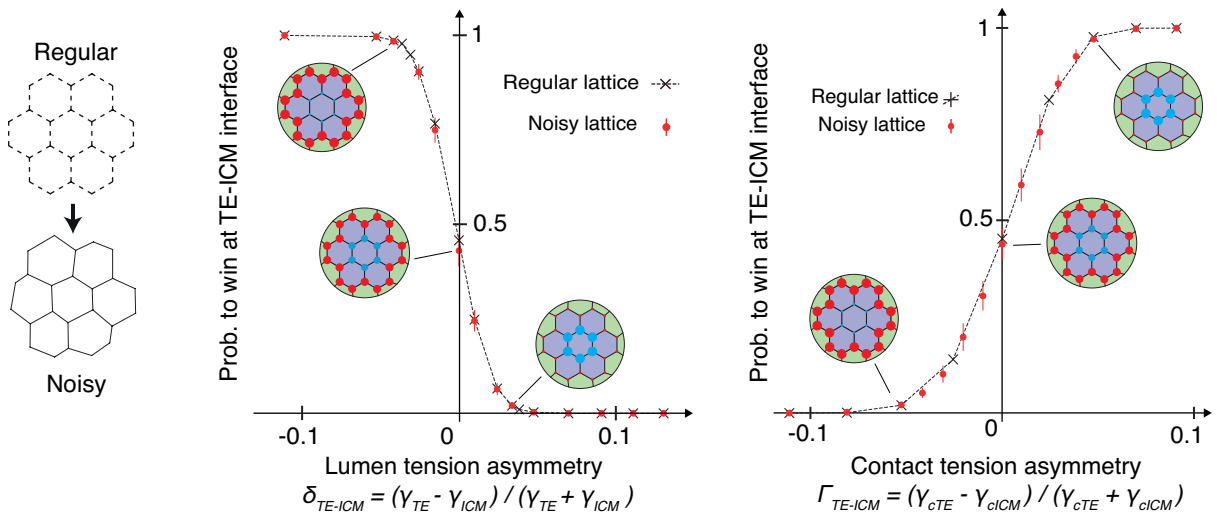 Regular
Noisy
Prob. to win at TE-ICM interface
1
0.5
Regular lattice
Noisy lattice
-0.1
0
0.1
Lumen tension asymmetry
δTE-ICM = (γTE - γICM) / (γTE + γICM)
Prob. to win at TE-ICM interface
1
0.5
Regular lattice
Noisy lattice
-0.1
0
0.1
Contact tension asymmetry
ΓTE-ICM = (γcTE - γcICM) / (γcTE + γcICM)